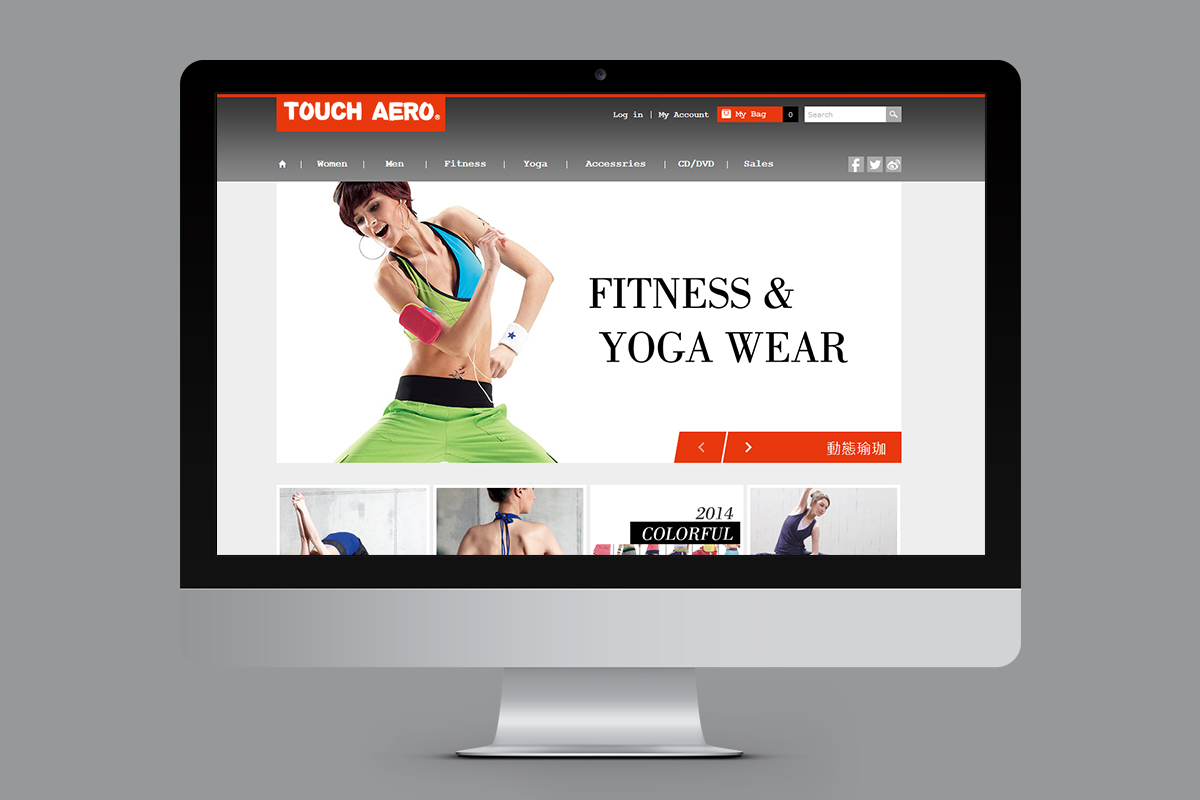 TOUCH AERO®
Log in | My Account
My Bag
0
Search
Women | Men | Fitness | Yoga | Accessries | CD/DVD | Sales
FITNESS &
YOGA WEAR
動態瑜珈
2014
COLORFUL